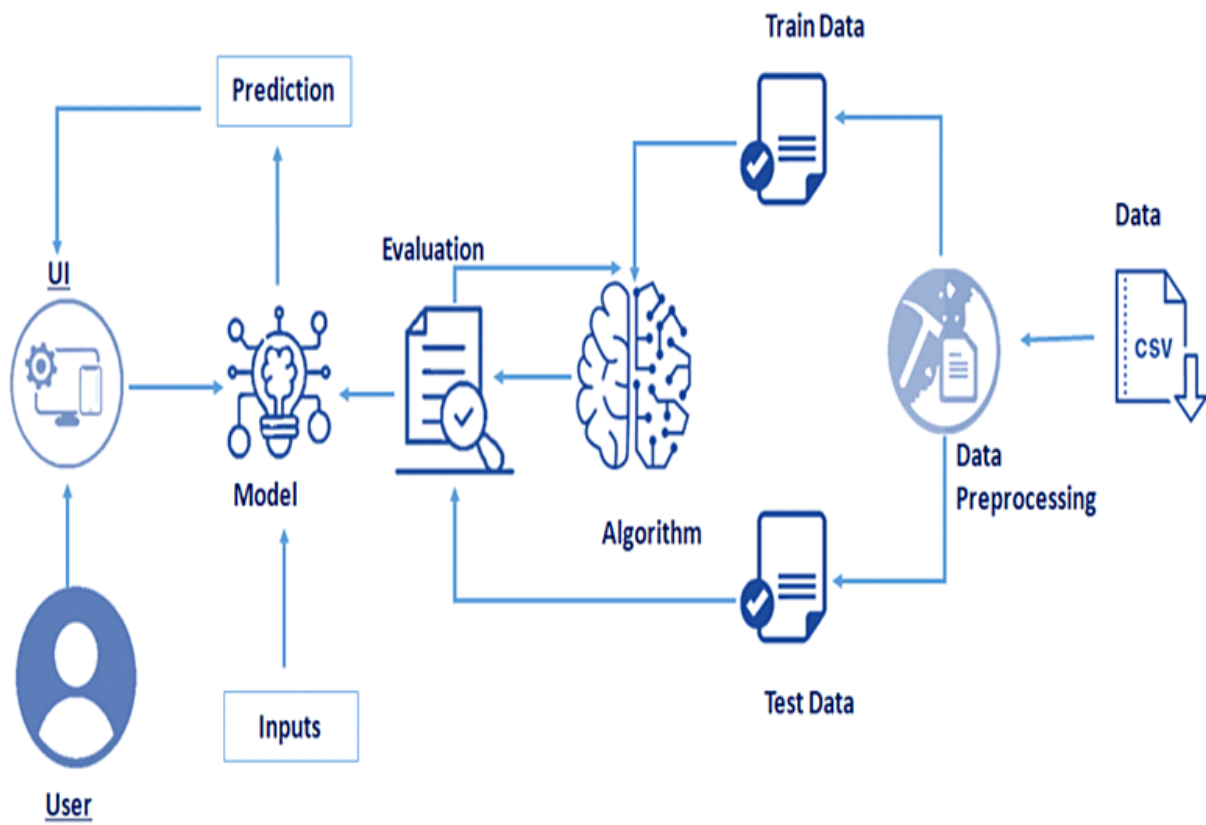 Train Data
Prediction
Data
Evaluation
UI
CSV
Data
Preprocessing
Model
Algorithm
Test Data
Inputs
User